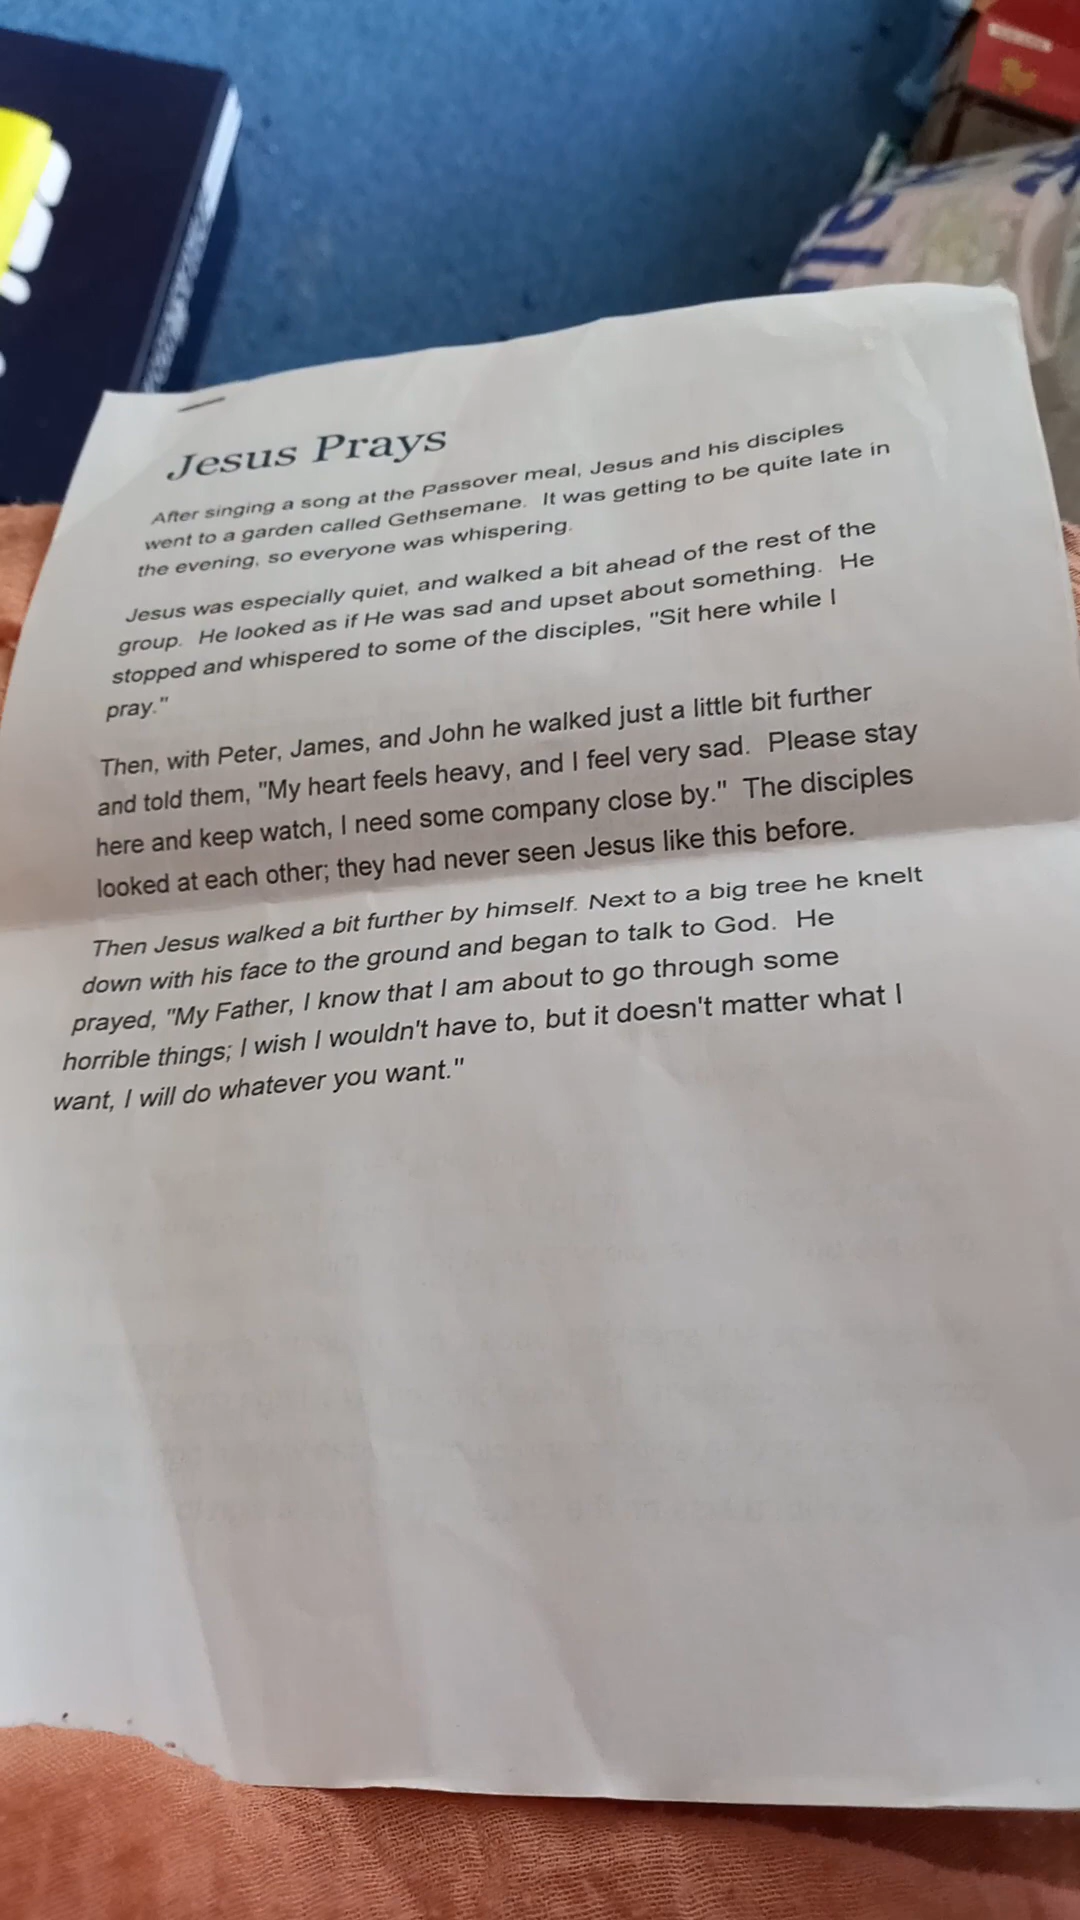 Jesus Prays
After singing a song at the Passover meal, Jesus and his disciples
went to a garden called Gethsemane.  It was getting to be quite late in
the evening, so everyone was whispering.
Jesus was especially quiet, and walked a bit ahead of the rest of the
group.  He looked as if He was sad and upset about something.  He
stopped and whispered to some of the disciples, "Sit here while I
pray."
Then, with Peter, James, and John he walked just a little bit further
and told them, "My heart feels heavy, and I feel very sad.  Please stay
here and keep watch, I need some company close by."  The disciples
looked at each other; they had never seen Jesus like this before.
Then Jesus walked a bit further by himself. Next to a big tree he knelt
down with his face to the ground and began to talk to God.  He
prayed, "My Father, I know that I am about to go through some
horrible things; I wish I wouldn't have to, but it doesn't matter what I
want, I will do whatever you want."